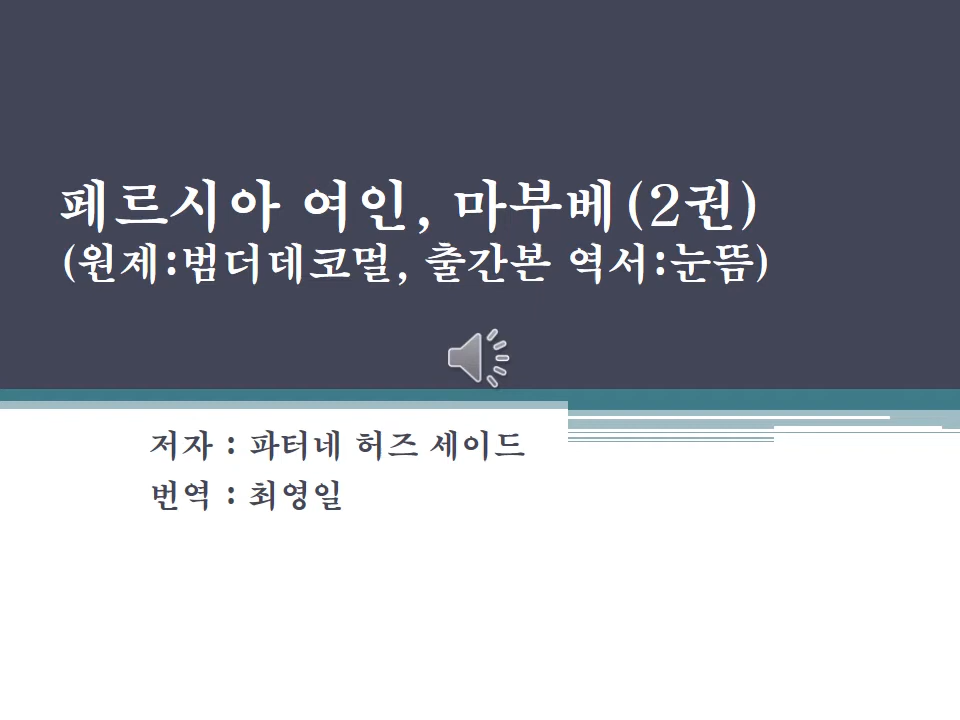 페르시아 여인, 마부베(2권)
(원제:범더데코멀, 출간본 역서:눈뜸)
저자 : 파터네 허즈 세이드
번역 : 최영일